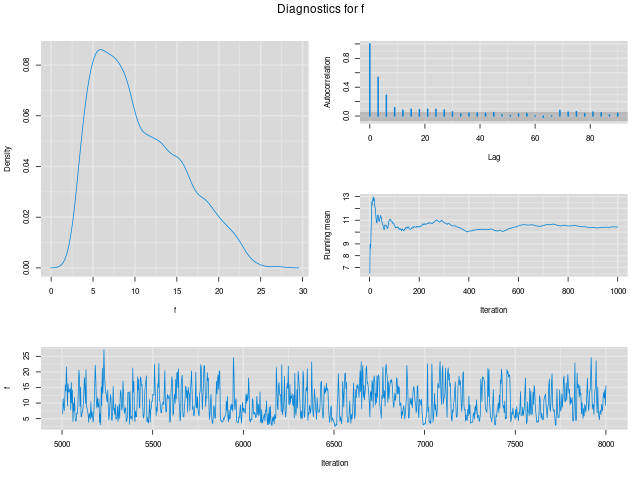 Diagnostics for f
Density
0.00 0.02 0.04 0.06 0.08
0 5 10 15 20 25 30
f
Autocorrelation
0.0 0.4 0.8
0 20 40 60 80
Lag
Running mean
7 8 9 11 13
0 200 400 600 800 1000
Iteration
f
5 10 15 20 25
5000 5500 6000 6500 7000 7500 8000
Iteration